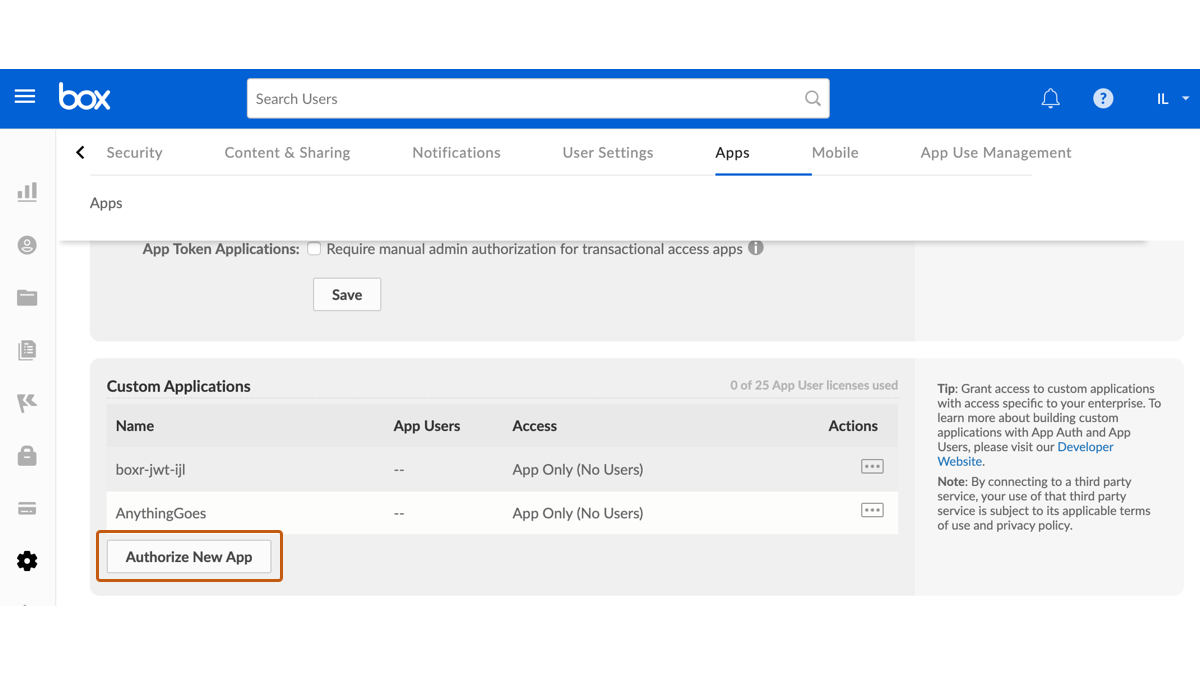 box
Search Users
?
IL
Security
Content & Sharing
Notifications
User Settings
Apps
Mobile
App Use Management
Apps
App Token Applications:
Require manual admin authorization for transactional access apps
Save
Custom Applications
0 of 25 App User licenses used
Name
App Users
Access
Actions
boxr-jwt-ijl
--
App Only (No Users)
AnythingGoes
--
App Only (No Users)
Authorize New App
Tip: Grant access to custom applications
with access specific to your enterprise. To
learn more about building custom
applications with App Auth and App
Users, please visit our Developer
Website.
Note: By connecting to a third party
service, your use of that third party
service is subject to its applicable terms
of use and privacy policy.